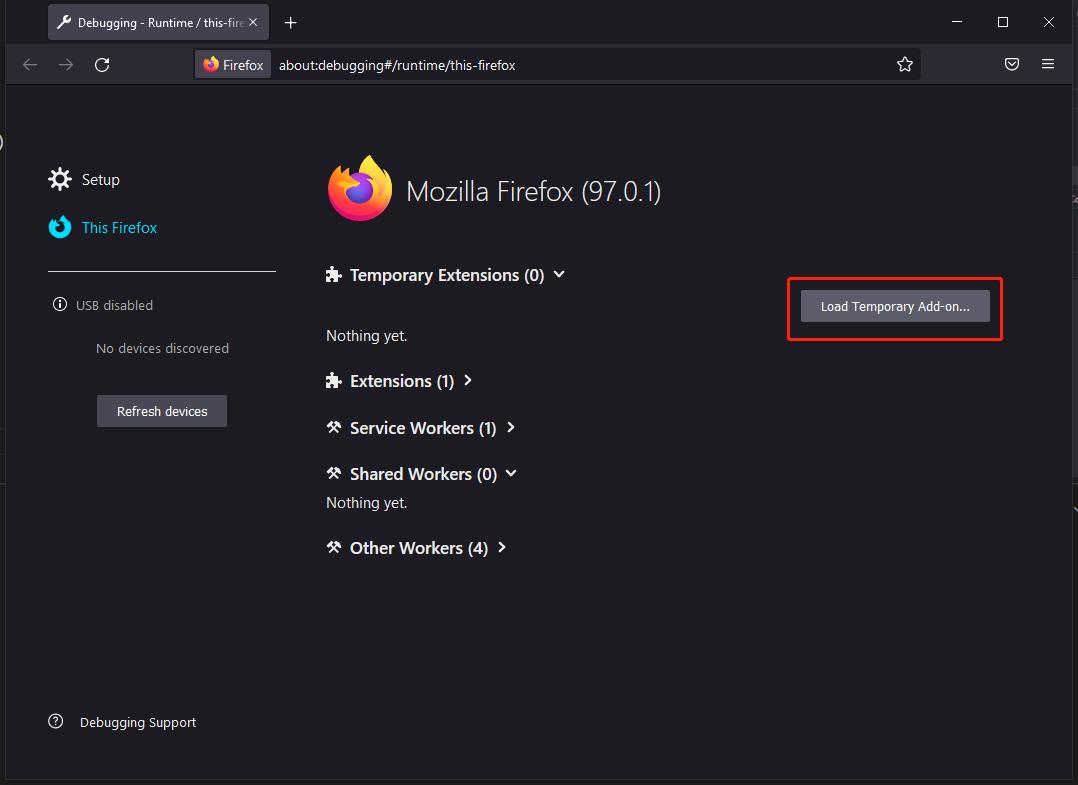 Debugging - Runtime / this-fire
Firefox
about:debugging#/runtime/this-firefox
Setup
This Firefox
USB disabled
No devices discovered
Refresh devices
Mozilla Firefox (97.0.1)
Temporary Extensions (0)
Load Temporary Add-on...
Nothing yet.
Extensions (1)
Service Workers (1)
Shared Workers (0)
Nothing yet.
Other Workers (4)
Debugging Support